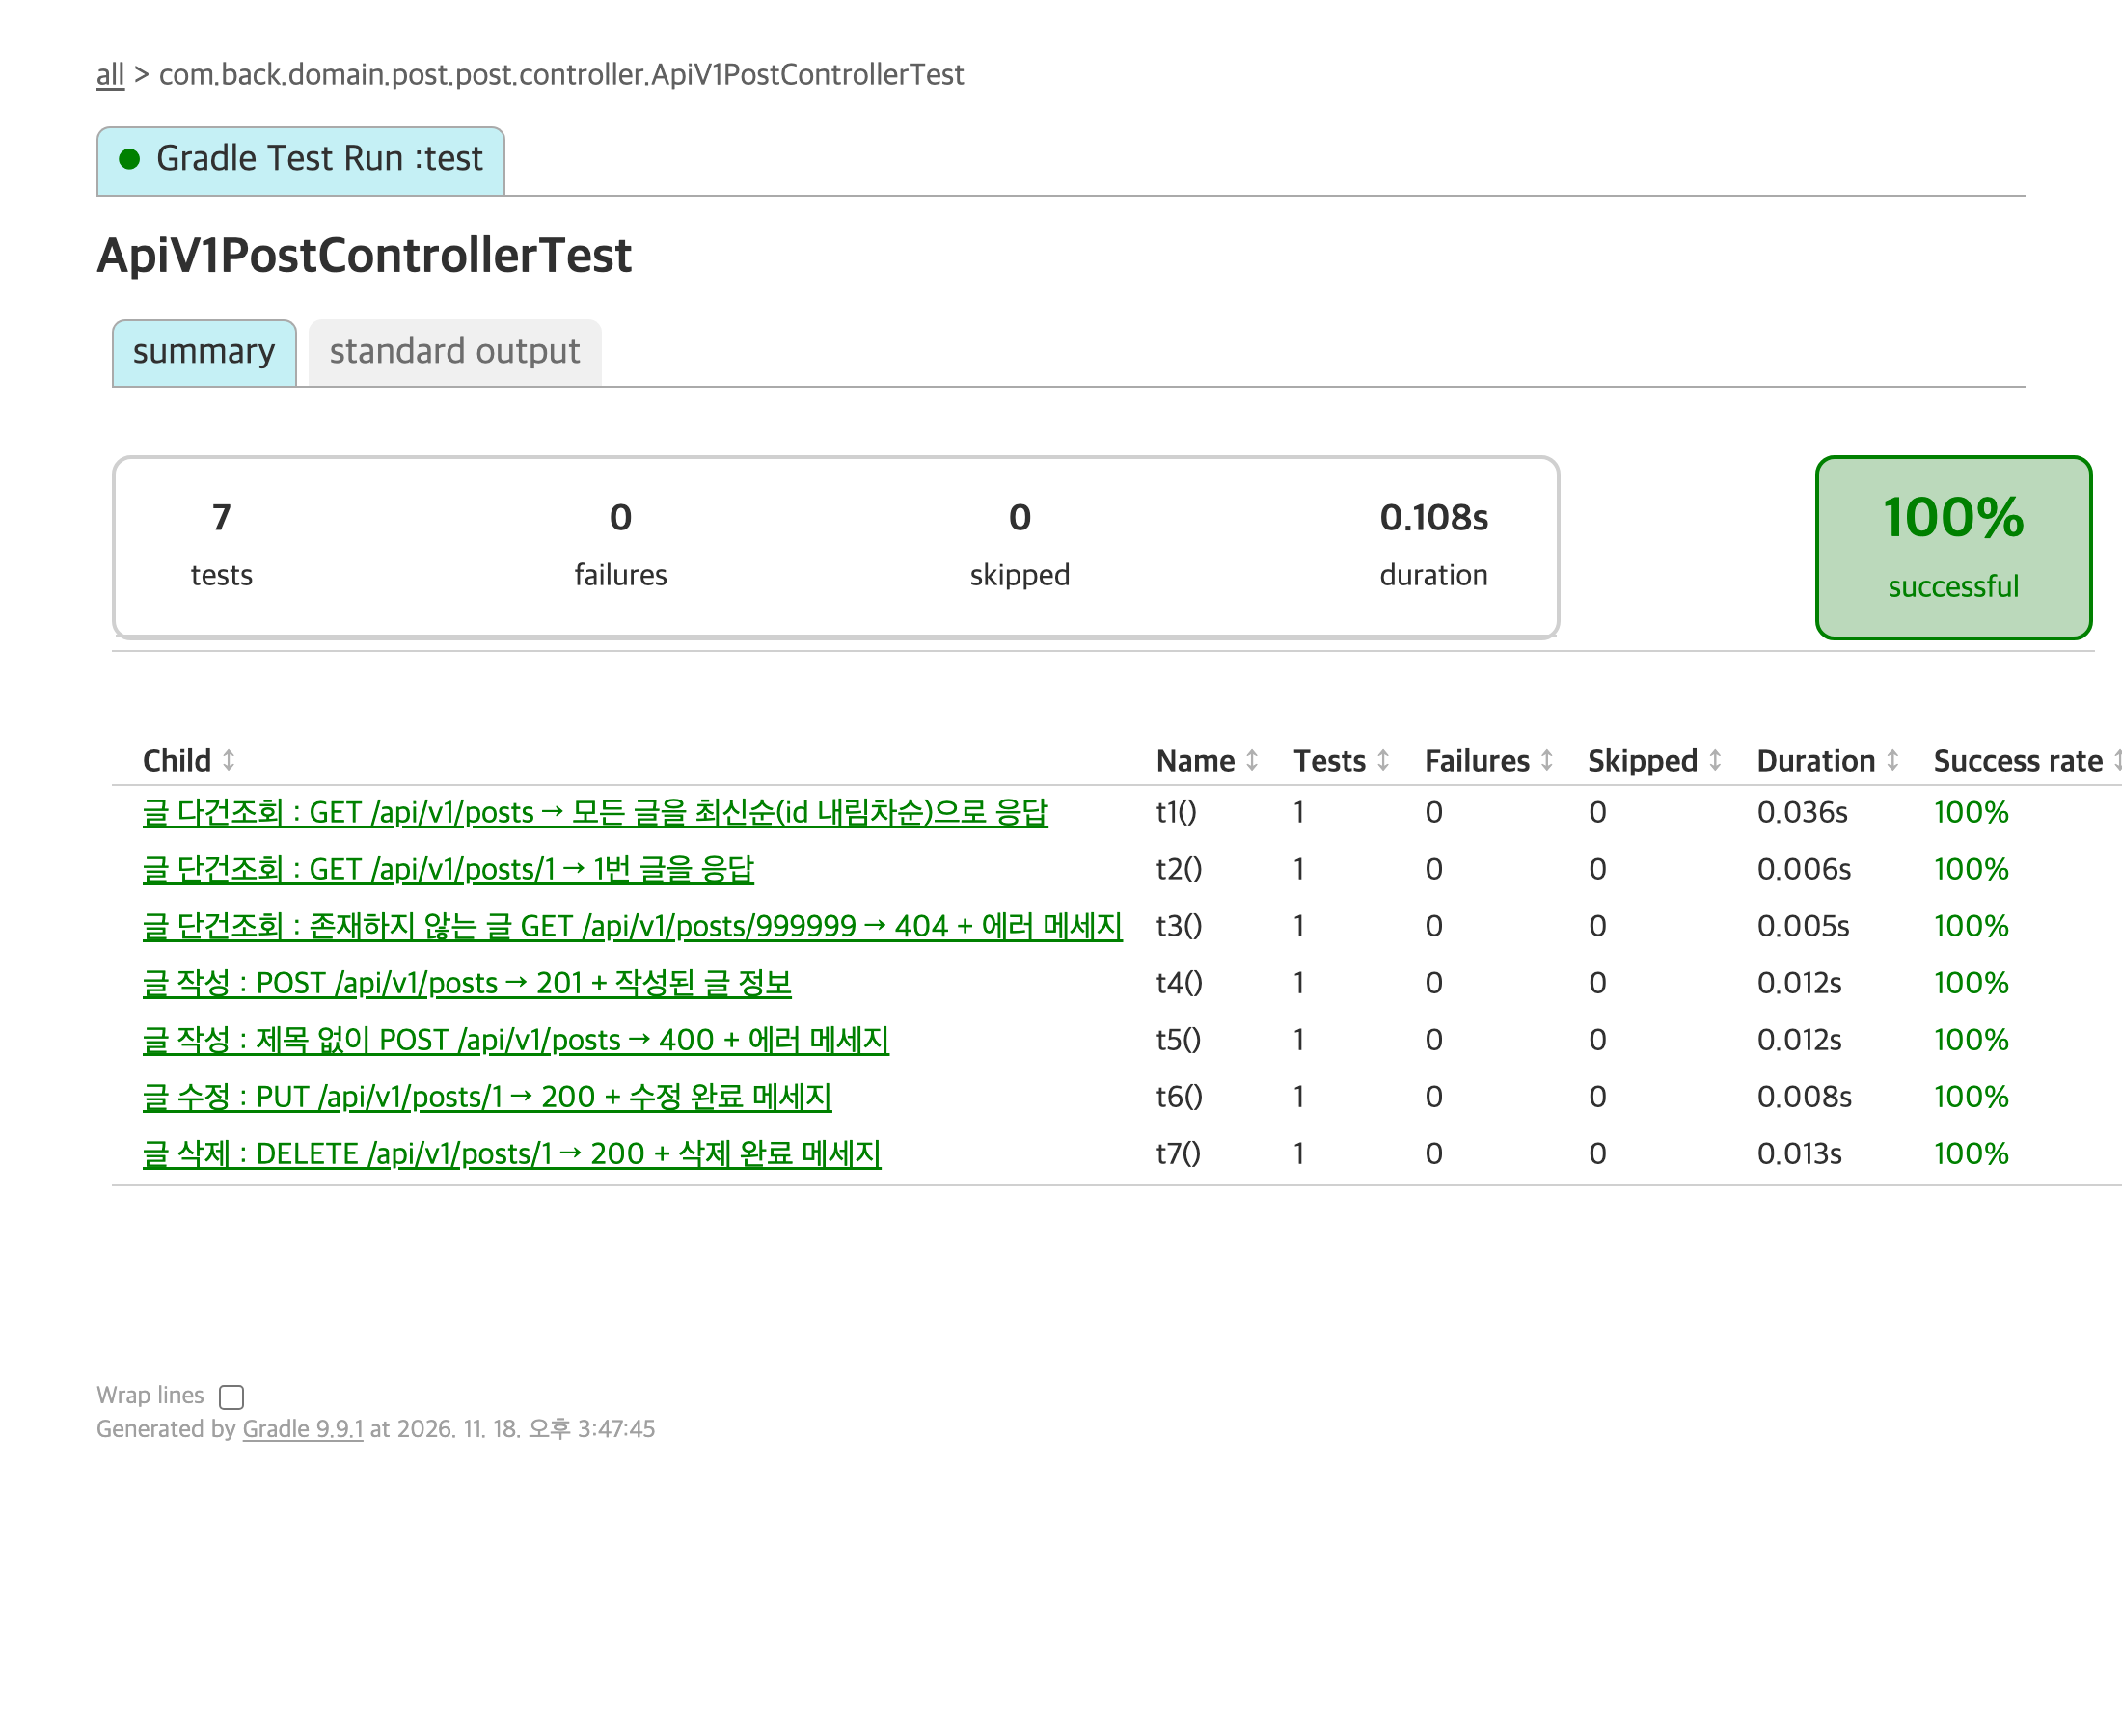 all > com.back.domain.post.post.controller.ApiV1PostControllerTest
Gradle Test Run :test
ApiV1PostControllerTest
summary standard output
7 0 0 0.108s 100%
tests failures skipped duration successful
Child Name Tests Failures Skipped Duration Success rate
글 다건조회 : GET /api/v1/posts → 모든 글을 최신순(id 내림차순)으로 응답 t1() 1 0 0 0.036s 100%
글 단건조회 : GET /api/v1/posts/1 → 1번 글을 응답 t2() 1 0 0 0.006s 100%
글 단건조회 : 존재하지 않는 글 GET /api/v1/posts/999999 → 404 + 에러 메세지 t3() 1 0 0 0.005s 100%
글 작성 : POST /api/v1/posts → 201 + 작성된 글 정보 t4() 1 0 0 0.012s 100%
글 작성 : 제목 없이 POST /api/v1/posts → 400 + 에러 메세지 t5() 1 0 0 0.012s 100%
글 수정 : PUT /api/v1/posts/1 → 200 + 수정 완료 메세지 t6() 1 0 0 0.008s 100%
글 삭제 : DELETE /api/v1/posts/1 → 200 + 삭제 완료 메세지 t7() 1 0 0 0.013s 100%
Wrap lines
Generated by Gradle 9.9.1 at 2026. 11. 18. 오후 3:47:45